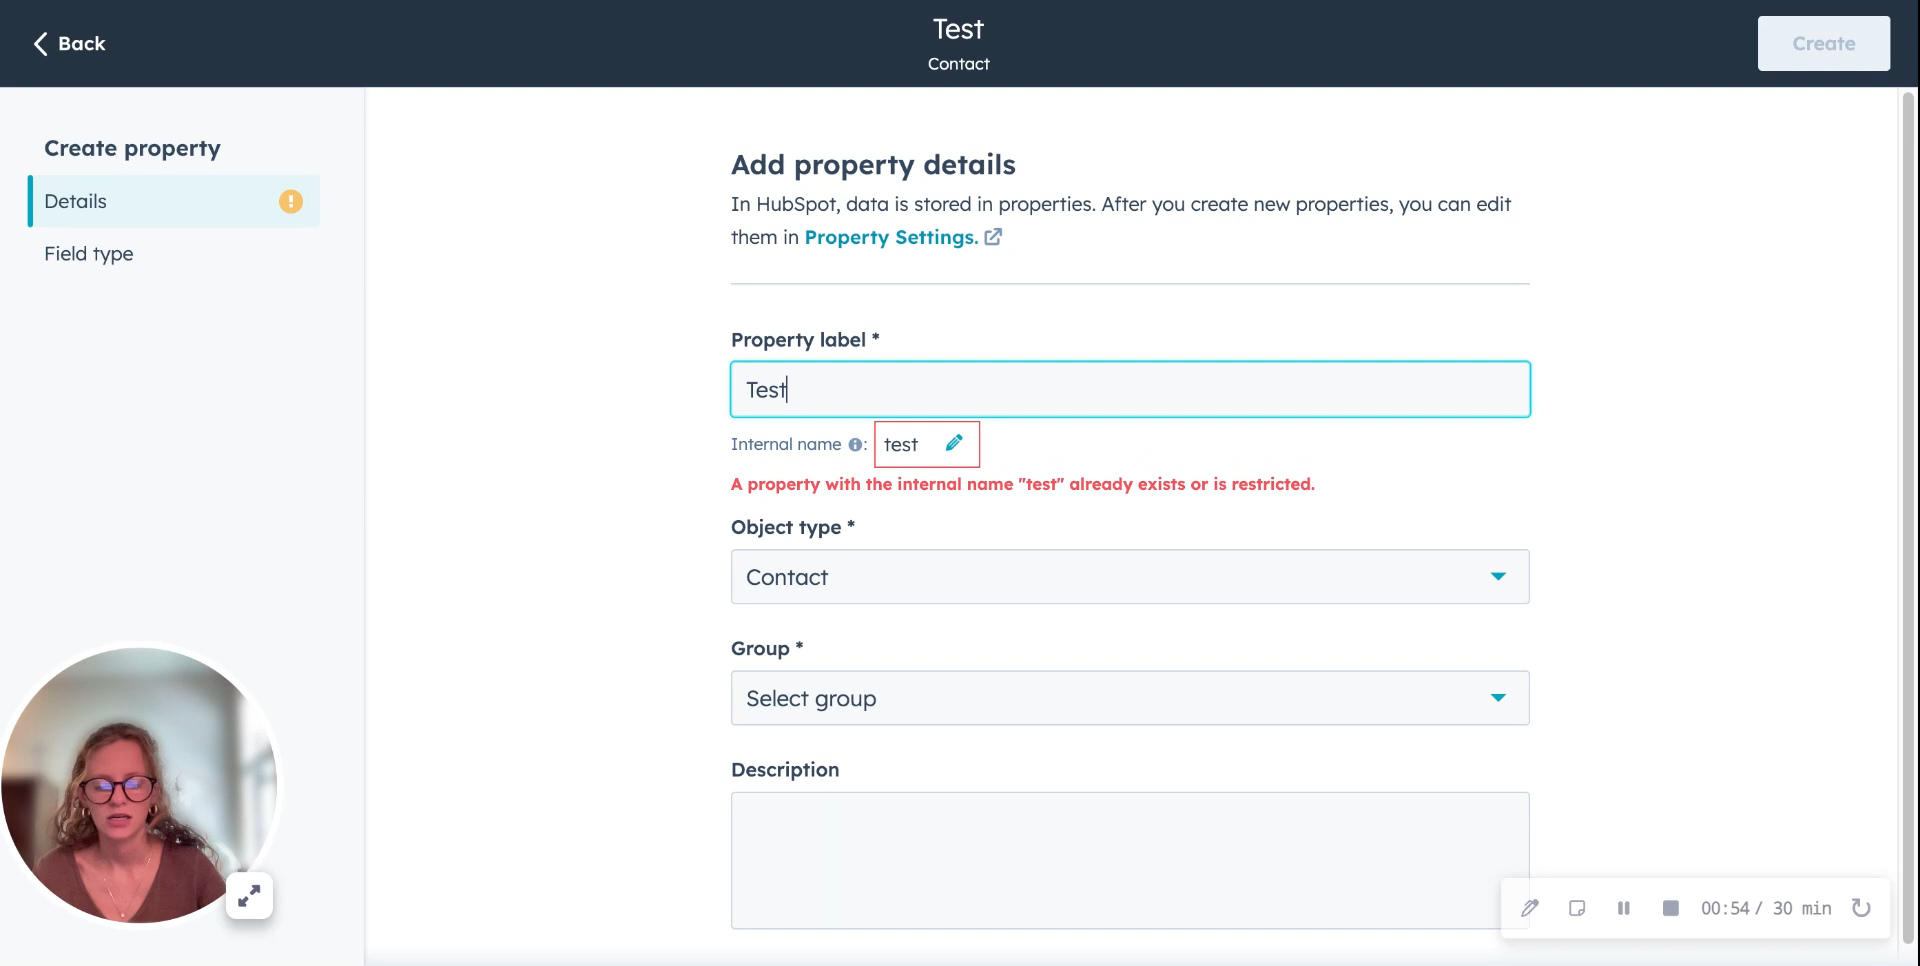 Back
Test
Contact
Create
Create property
Details
Field type
Add property details
In HubSpot, data is stored in properties. After you create new properties, you can edit
them in Property Settings.
Property label *
Test
Internal name : test
A property with the internal name "test" already exists or is restricted.
Object type *
Contact
Group *
Select group
Description
00:54 / 30 min